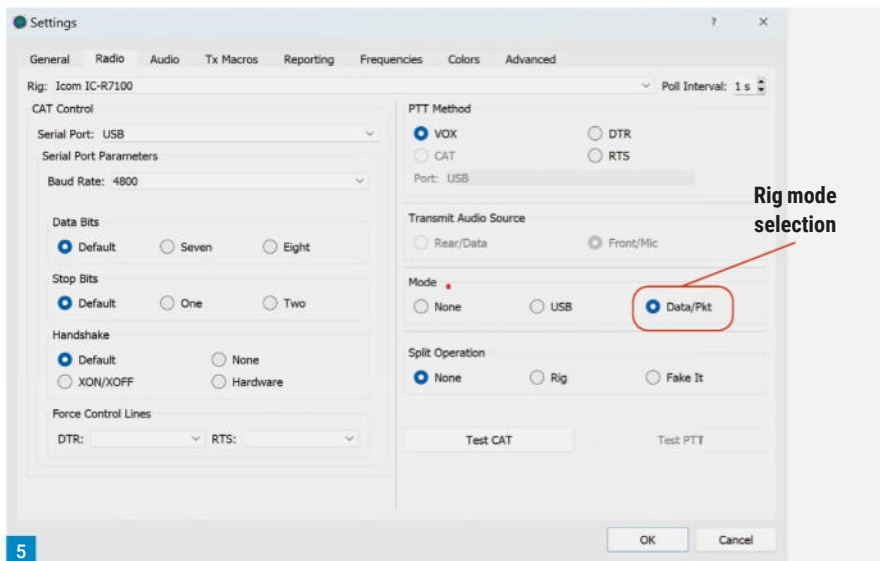 Settings ? ×
General Radio Audio Tx Macros Reporting Frequencies Colors Advanced
Rig: Icom IC-R7100 Poll Interval: 1 s
CAT Control
Serial Port: USB
Serial Port Parameters
Baud Rate: 4800
Data Bits
Default Seven Eight
Stop Bits
Default One Two
Handshake
Default None
XON/XOFF Hardware
Force Control Lines
DTR: RTS:
PTT Method
VOX DTR
CAT RTS
Port: USB
Transmit Audio Source
Rear/Data Front/Mic
Mode
None USB Data/Pkt
Split Operation
None Rig Fake It
Test CAT Test PTT
Rig mode
selection
OK Cancel
5